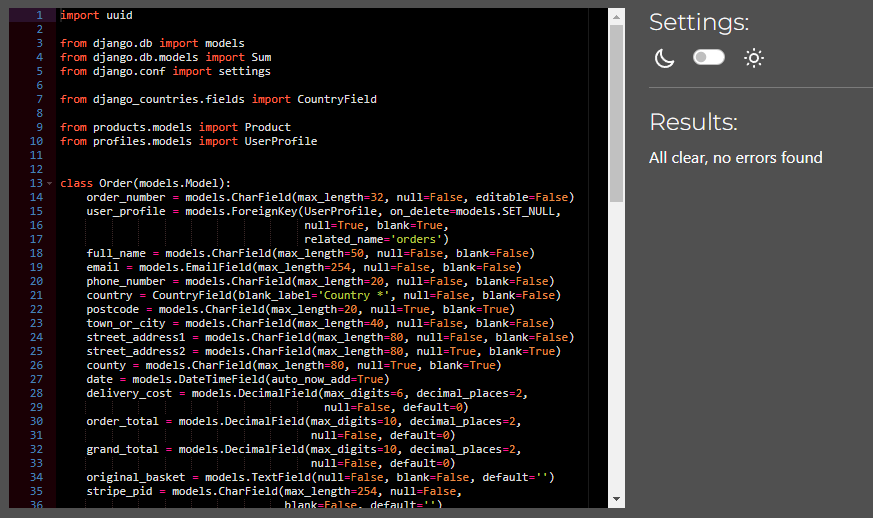 1 import uuid
2
3 from django.db import models
4 from django.db.models import Sum
5 from django.conf import settings
6
7 from django_countries.fields import CountryField
8
9 from products.models import Product
10 from profiles.models import UserProfile
11
12
13 class Order(models.Model):
14 order_number = models.CharField(max_length=32, null=False, editable=False)
15 user_profile = models.ForeignKey(UserProfile, on_delete=models.SET_NULL,
16 null=True, blank=True,
17 related_name='orders')
18 full_name = models.CharField(max_length=50, null=False, blank=False)
19 email = models.EmailField(max_length=254, null=False, blank=False)
20 phone_number = models.CharField(max_length=20, null=False, blank=False)
21 country = CountryField(blank_label='Country *', null=False, blank=False)
22 postcode = models.CharField(max_length=20, null=True, blank=True)
23 town_or_city = models.CharField(max_length=40, null=False, blank=False)
24 street_address1 = models.CharField(max_length=80, null=False, blank=False)
25 street_address2 = models.CharField(max_length=80, null=True, blank=True)
26 county = models.CharField(max_length=80, null=True, blank=True)
27 date = models.DateTimeField(auto_now_add=True)
28 delivery_cost = models.DecimalField(max_digits=6, decimal_places=2,
29 null=False, default=0)
30 order_total = models.DecimalField(max_digits=10, decimal_places=2,
31 null=False, default=0)
32 grand_total = models.DecimalField(max_digits=10, decimal_places=2,
33 null=False, default=0)
34 original_basket = models.TextField(null=False, blank=False, default='')
35 stripe_pid = models.CharField(max_length=254, null=False,
36 blank=False, default='')
Settings:
Results:
All clear, no errors found